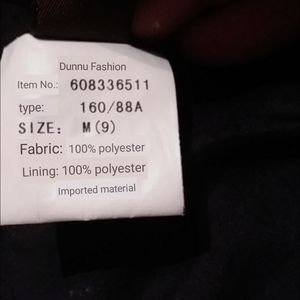 Dunnu Fashion
Item No.: 608336511
type: 160/88A
SIZE: M(9)
Fabric: 100% polyester
Lining: 100% polyester
Imported material